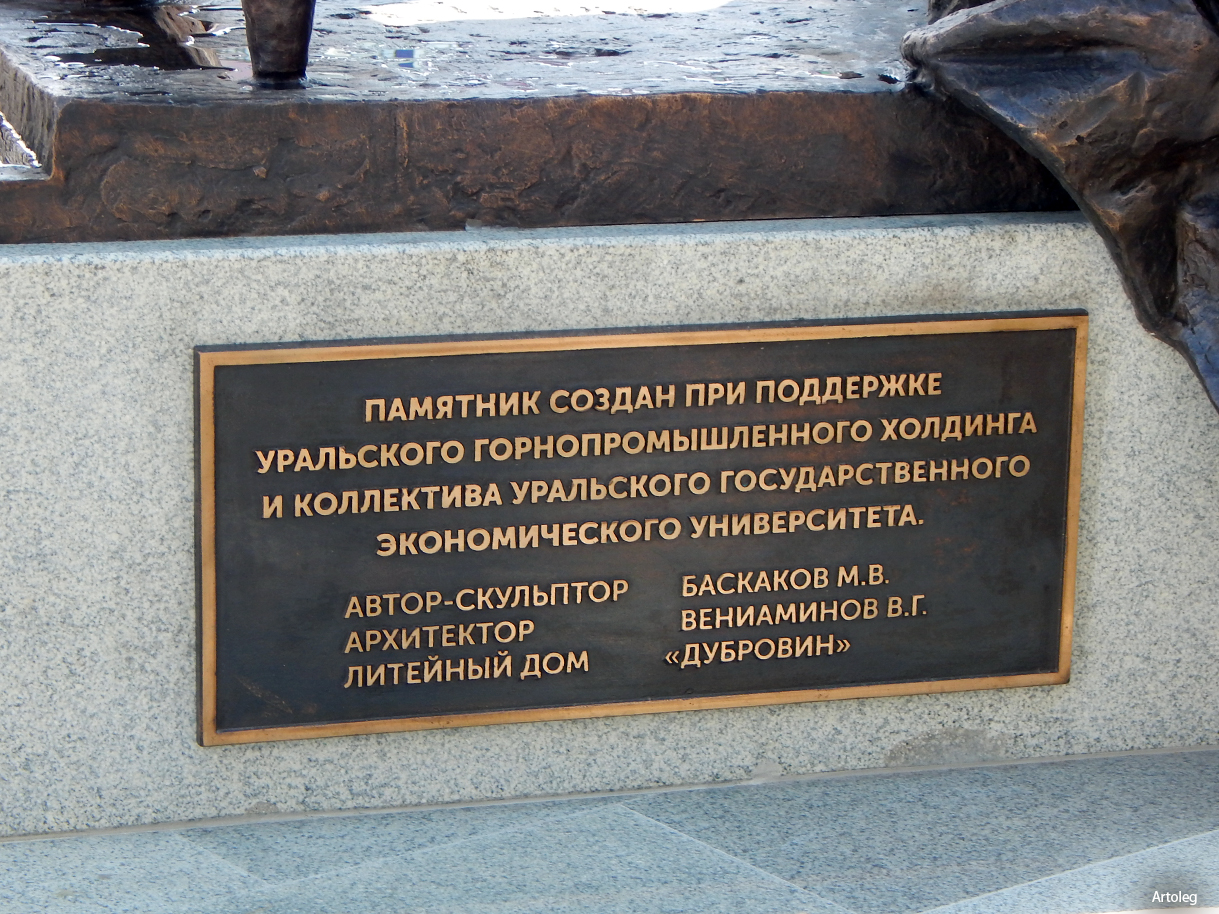 ПАМЯТНИК СОЗДАН ПРИ ПОДДЕРЖКЕ
УРАЛЬСКОГО ГОРНОПРОМЫШЛЕННОГО ХОЛДИНГА
И КОЛЛЕКТИВА УРАЛЬСКОГО ГОСУДАРСТВЕННОГО
ЭКОНОМИЧЕСКОГО УНИВЕРСИТЕТА.
АВТОР-СКУЛЬПТОР БАСКАКОВ М.В.
АРХИТЕКТОР ВЕНИАМИНОВ В.Г.
ЛИТЕЙНЫЙ ДОМ «ДУБРОВИН»
Artoleg